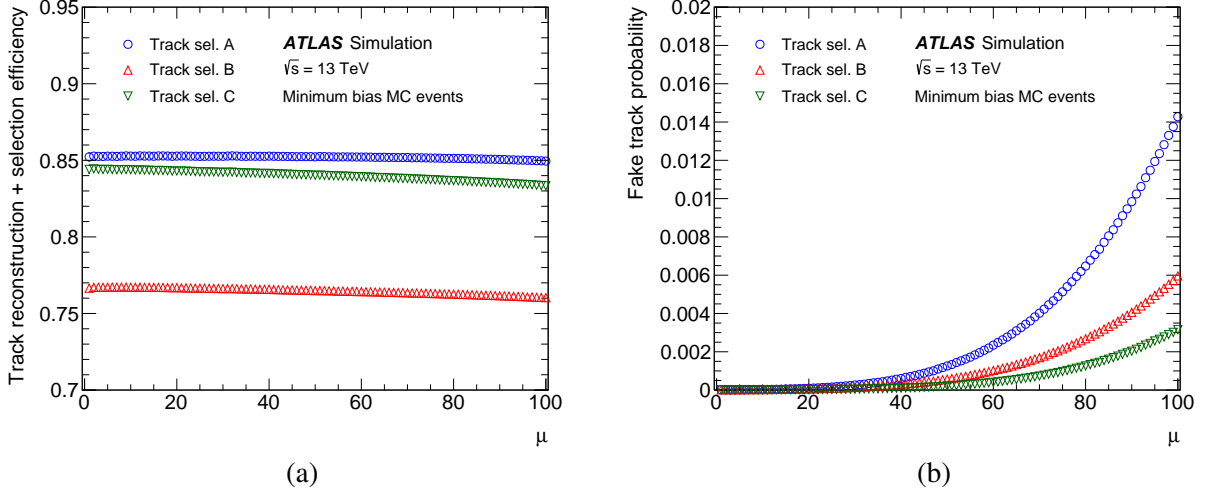 Track reconstruction + selection efficiency
0.95
0.9
0.85
0.8
0.75
0.7
Track sel. A
Track sel. B
Track sel. C
ATLAS Simulation
√s = 13 TeV
Minimum bias MC events
0 20 40 60 80 100
μ
(a)
Fake track probability
0.02
0.018
0.016
0.014
0.012
0.01
0.008
0.006
0.004
0.002
0
Track sel. A
Track sel. B
Track sel. C
ATLAS Simulation
√s = 13 TeV
Minimum bias MC events
0 20 40 60 80 100
μ
(b)